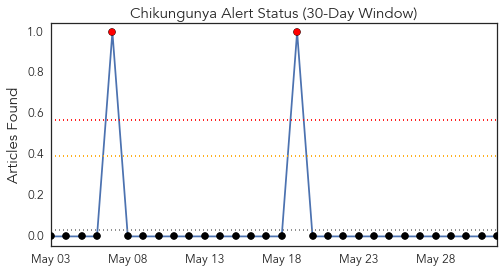 Chikungunya Alert Status (30-Day Window)
Articles Found
1.0
0.8
0.6
0.4
0.2
0.0
May 03 May 08 May 13 May 18 May 23 May 28